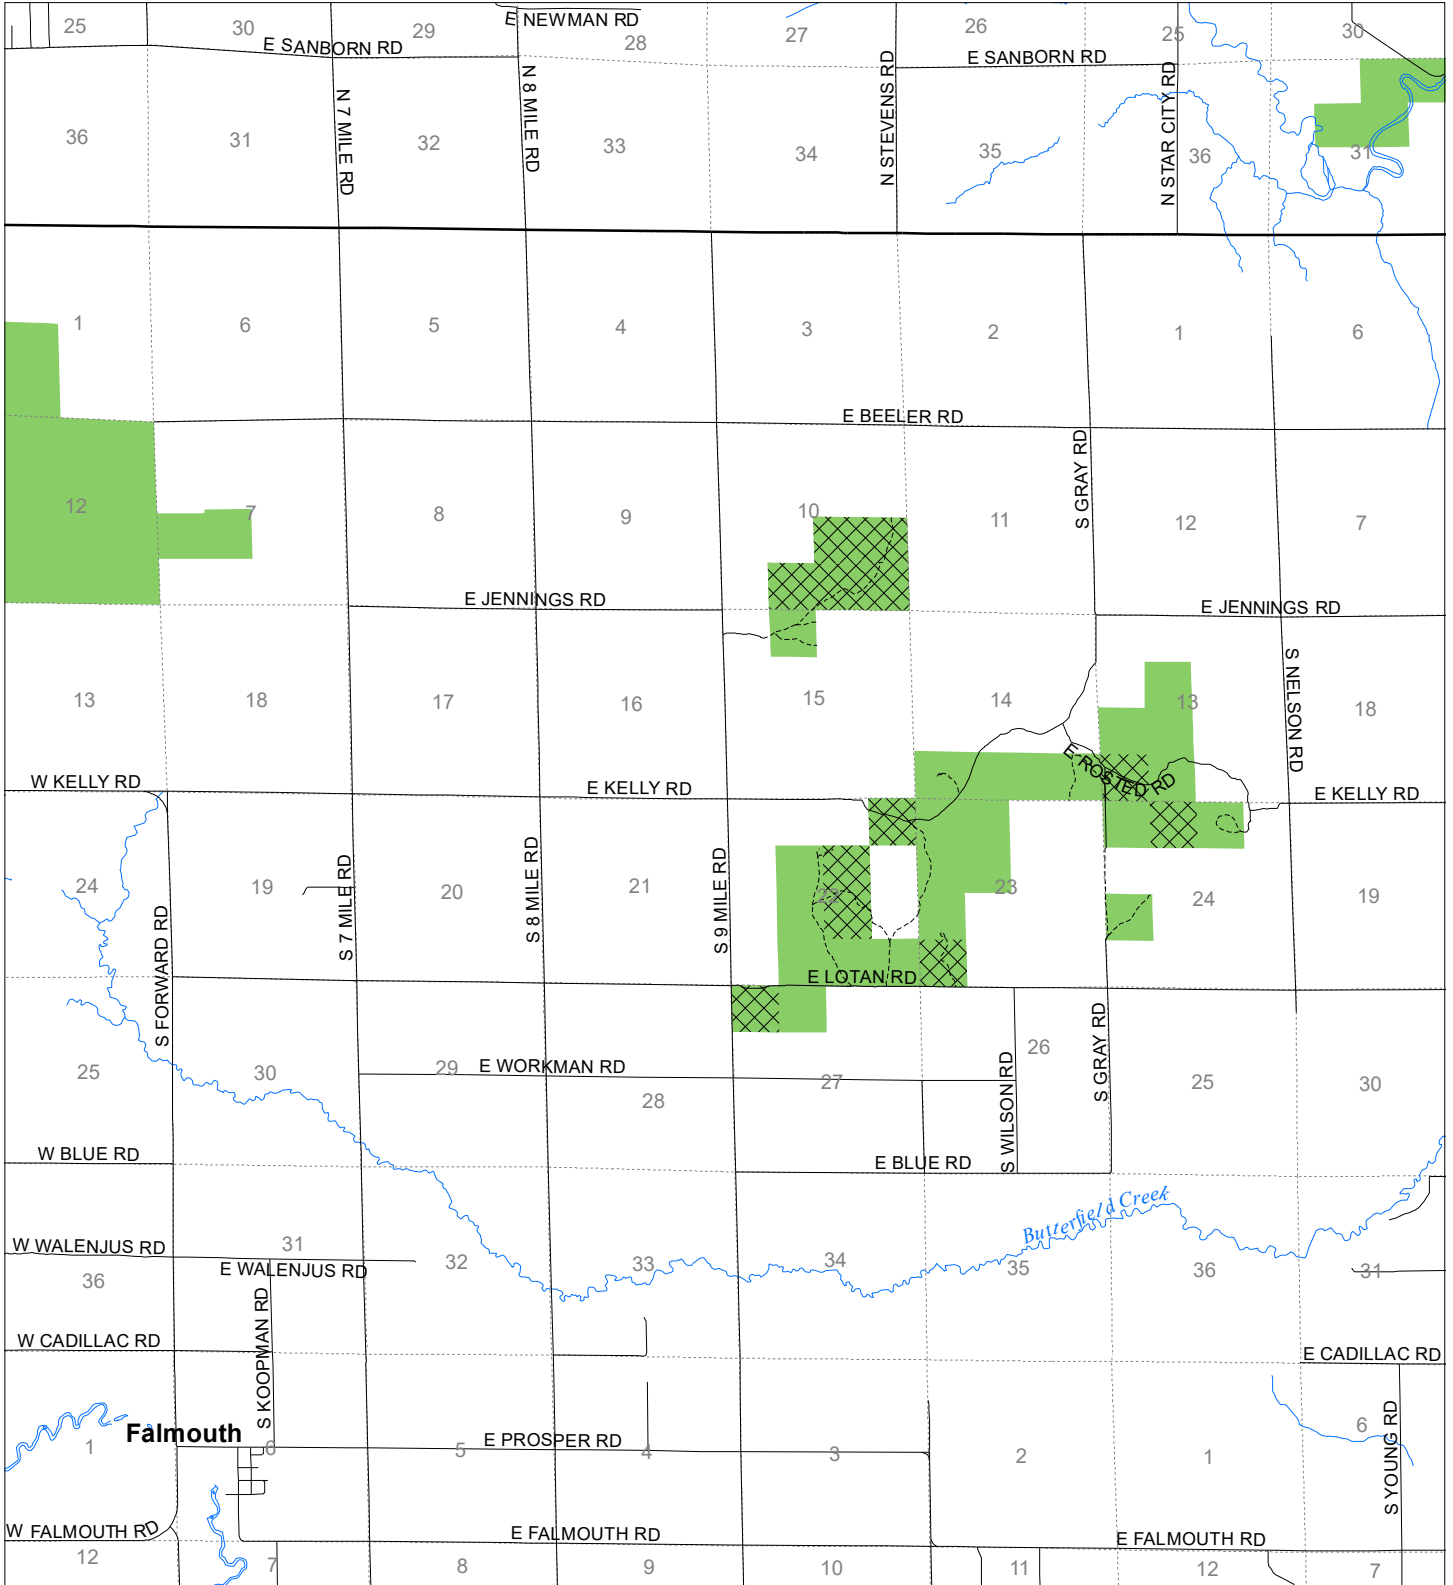 E NEWMAN RD
25
30
29
28
27
26
25
30
E SANBORN RD
E SANBORN RD
N 7 MILE RD
N 8 MILE RD
N STEVENS RD
N STAR CITY RD
36
31
32
33
34
35
36
31
1
6
5
4
3
2
1
6
E BEELER RD
S GRAY RD
12
7
8
9
10
11
12
7
E JENNINGS RD
E JENNINGS RD
13
18
17
16
15
14
13
18
S NELSON RD
E ROSTED RD
W KELLY RD
E KELLY RD
E KELLY RD
24
19
20
21
22
23
24
19
S FORWARD RD
S 7 MILE RD
S 8 MILE RD
S 9 MILE RD
E LOTAN RD
25
30
29
E WORKMAN RD
28
27
26
25
30
S WILSON RD
S GRAY RD
W BLUE RD
E BLUE RD
Butterfield Creek
W WALENJUS RD
E WALENJUS RD
36
31
32
33
34
35
36
31
S KOOPMAN RD
W CADILLAC RD
E CADILLAC RD
Falmouth
1
6
5
E PROSPER RD
4
3
2
1
6
S YOUNG RD
W FALMOUTH RD
E FALMOUTH RD
E FALMOUTH RD
12
7
8
9
10
11
12
7